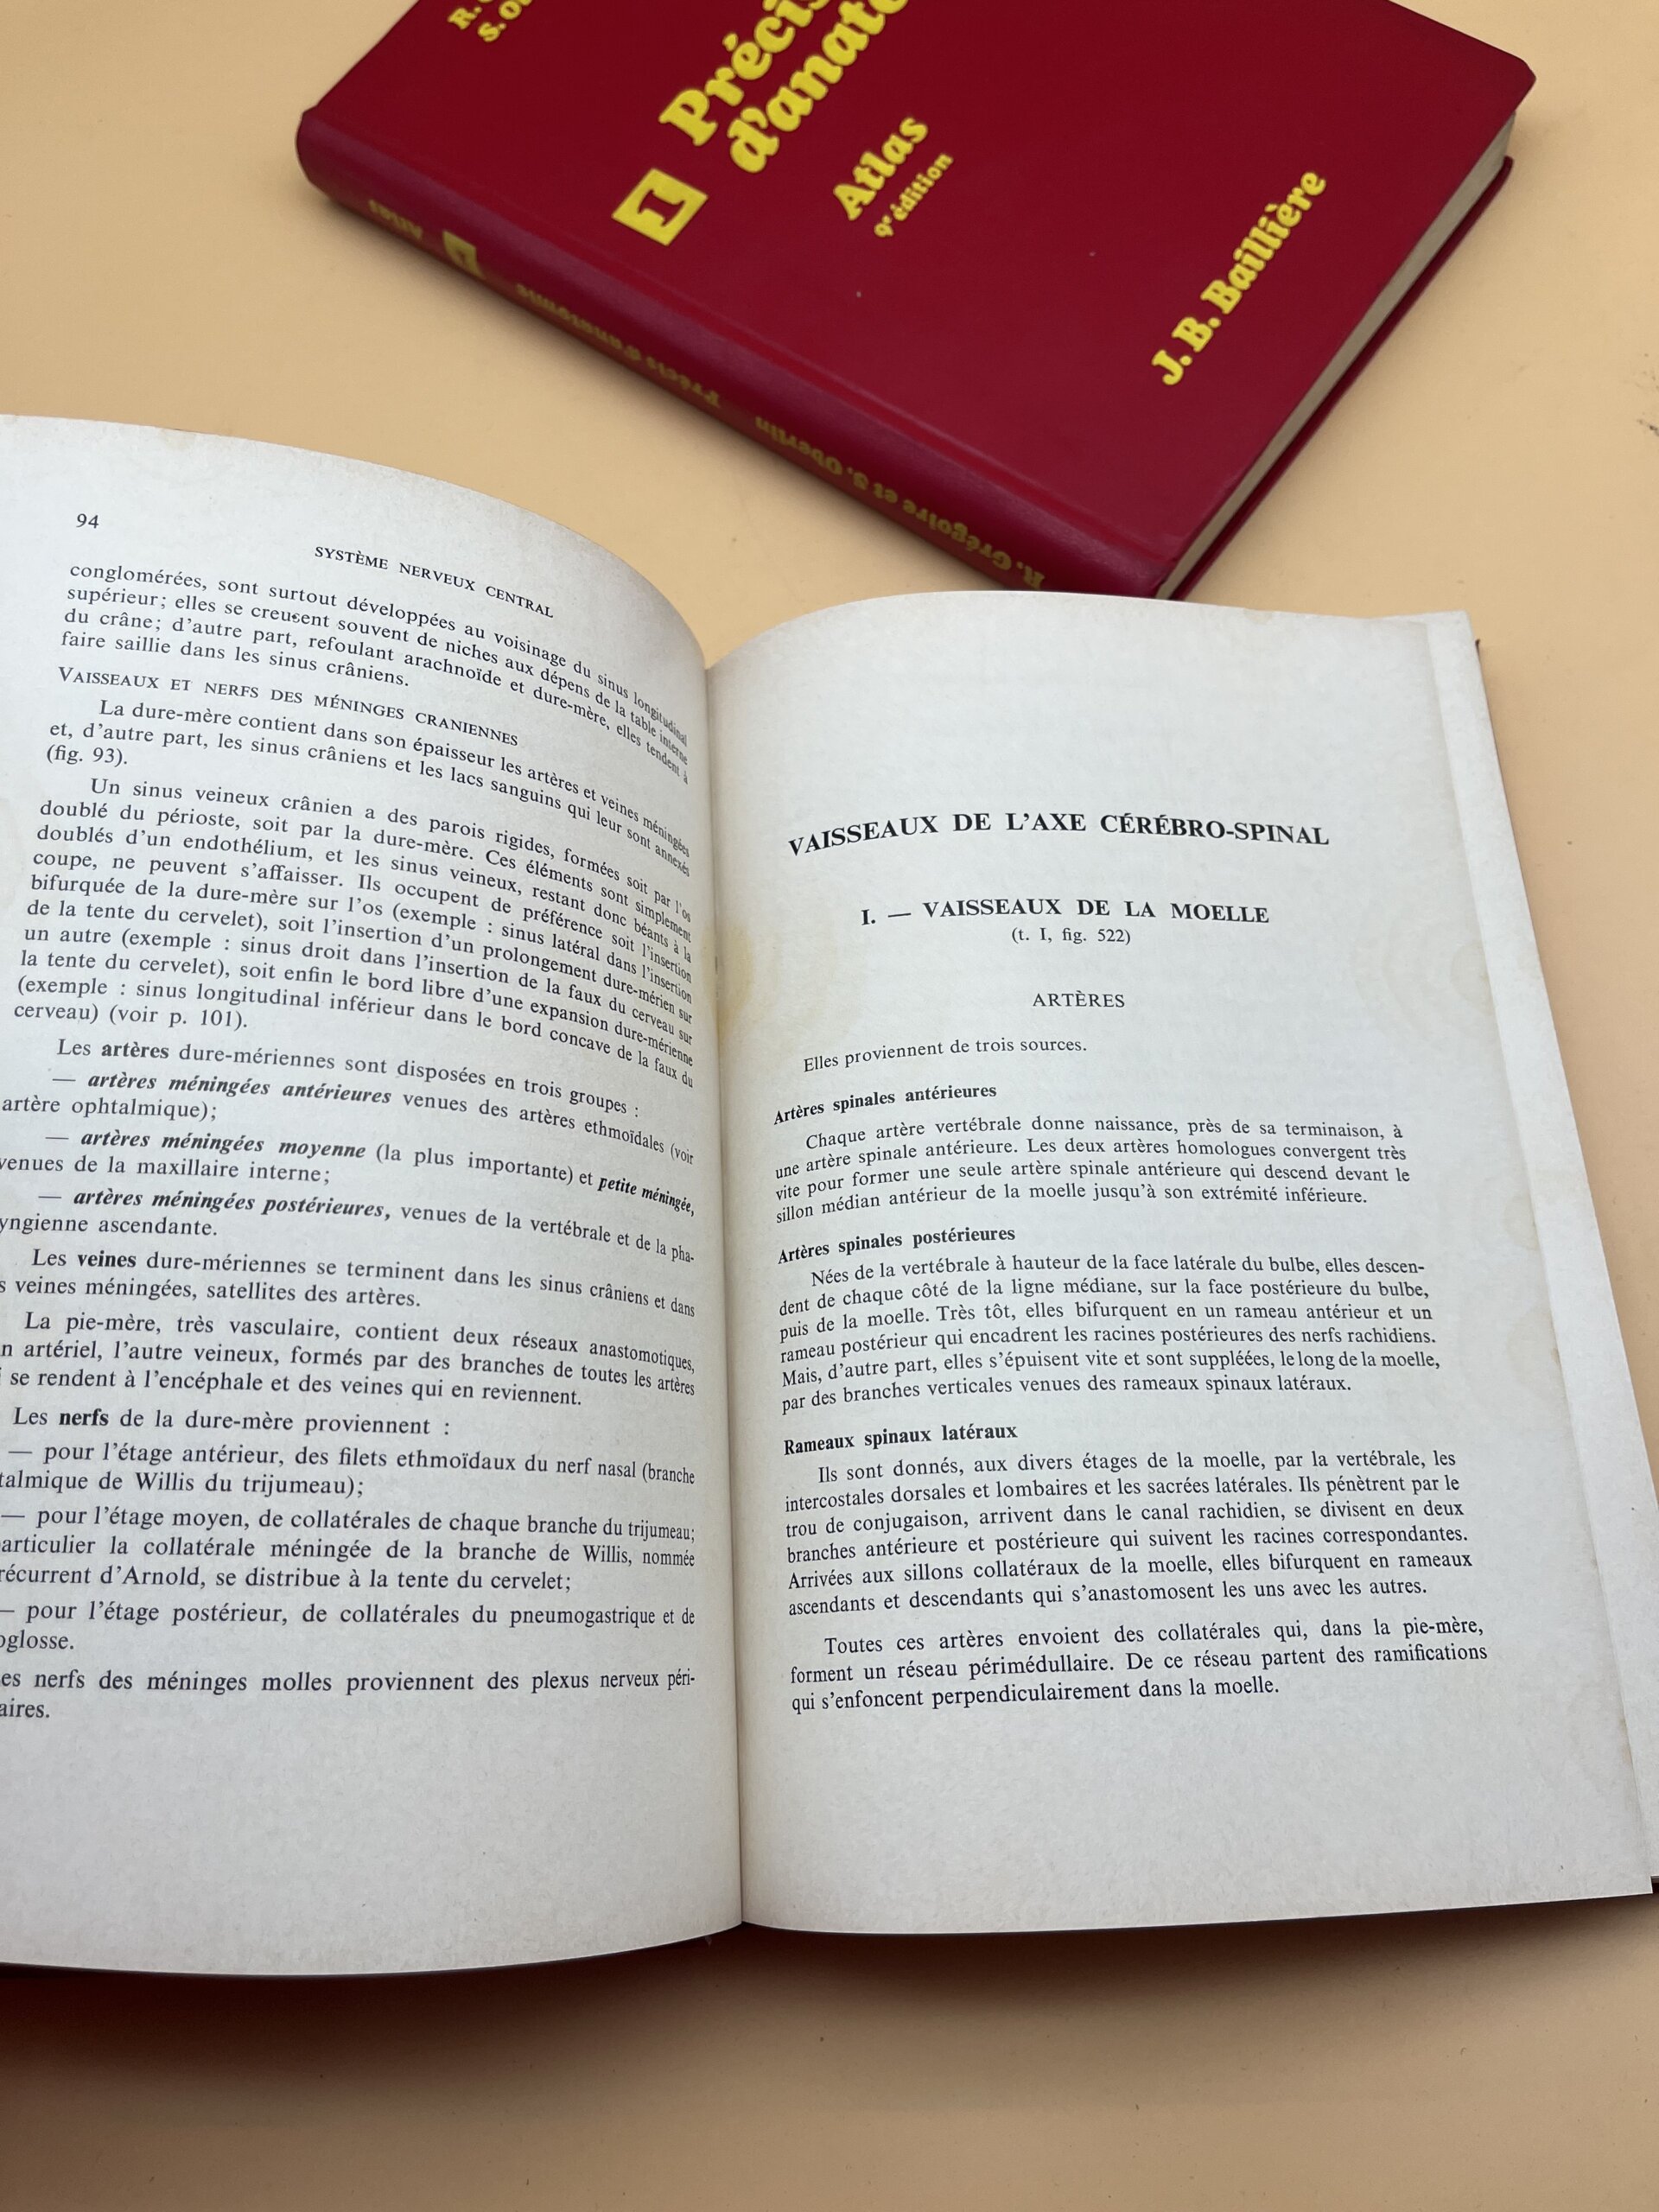 Précis
d'anato
I
Atlas
9e édition
J. B. Baillière
R. Grégoire et S. Oberlin Précis d'anatomie I Atlas
94
SYSTÈME NERVEUX CENTRAL
conglomérées, sont surtout développées au voisinage du sinus longitudinal
supérieur; elles se creusent souvent de niches aux dépens de la table interne
du crâne; d'autre part, refoulant arachnoïde et dure-mère, elles tendent à
faire saillie dans les sinus crâniens.
VAISSEAUX ET NERFS DES MÉNINGES CRANIENNES
La dure-mère contient dans son épaisseur les artères et veines méningées
et, d'autre part, les sinus crâniens et les lacs sanguins qui leur sont annexés
(fig. 93).
Un sinus veineux crânien a des parois rigides, formées soit par l'os
doublé du périoste, soit par la dure-mère. Ces éléments sont simplement
doublés d'un endothélium, et les sinus veineux, restant donc béants à la
coupe, ne peuvent s'affaisser. Ils occupent de préférence soit l'insertion
bifurquée de la dure-mère sur l'os (exemple : sinus latéral dans l'insertion
de la tente du cervelet), soit l'insertion d'un prolongement dure-mérien sur
un autre (exemple : sinus droit dans l'insertion de la faux du cerveau sur
la tente du cervelet), soit enfin le bord libre d'une expansion dure-mérienne
(exemple : sinus longitudinal inférieur dans le bord concave de la faux du
cerveau) (voir p. 101).
Les artères dure-mériennes sont disposées en trois groupes :
— artères méningées antérieures venues des artères ethmoïdales (voir
artère ophtalmique);
— artères méningées moyenne (la plus importante) et petite méningée,
venues de la maxillaire interne;
— artères méningées postérieures, venues de la vertébrale et de la pha-
yngienne ascendante.
Les veines dure-mériennes se terminent dans les sinus crâniens et dans
s veines méningées, satellites des artères.
La pie-mère, très vasculaire, contient deux réseaux anastomotiques,
n artériel, l'autre veineux, formés par des branches de toutes les artères
i se rendent à l'encéphale et des veines qui en reviennent.
Les nerfs de la dure-mère proviennent :
— pour l'étage antérieur, des filets ethmoïdaux du nerf nasal (branche
talmique de Willis du trijumeau);
— pour l'étage moyen, de collatérales de chaque branche du trijumeau;
articulier la collatérale méningée de la branche de Willis, nommée
récurrent d'Arnold, se distribue à la tente du cervelet;
— pour l'étage postérieur, de collatérales du pneumogastrique et de
oglosse.
es nerfs des méninges molles proviennent des plexus nerveux péri-
aires.
VAISSEAUX DE L'AXE CÉRÉBRO-SPINAL
I. — VAISSEAUX DE LA MOELLE
(t. I, fig. 522)
ARTÈRES
Elles proviennent de trois sources.
Artères spinales antérieures
Chaque artère vertébrale donne naissance, près de sa terminaison, à
une artère spinale antérieure. Les deux artères homologues convergent très
vite pour former une seule artère spinale antérieure qui descend devant le
sillon médian antérieur de la moelle jusqu'à son extrémité inférieure.
Artères spinales postérieures
Nées de la vertébrale à hauteur de la face latérale du bulbe, elles descen-
dent de chaque côté de la ligne médiane, sur la face postérieure du bulbe,
puis de la moelle. Très tôt, elles bifurquent en un rameau antérieur et un
rameau postérieur qui encadrent les racines postérieures des nerfs rachidiens.
Mais, d'autre part, elles s'épuisent vite et sont suppléées, le long de la moelle,
par des branches verticales venues des rameaux spinaux latéraux.
Rameaux spinaux latéraux
Ils sont donnés, aux divers étages de la moelle, par la vertébrale, les
intercostales dorsales et lombaires et les sacrées latérales. Ils pénètrent par le
trou de conjugaison, arrivent dans le canal rachidien, se divisent en deux
branches antérieure et postérieure qui suivent les racines correspondantes.
Arrivées aux sillons collatéraux de la moelle, elles bifurquent en rameaux
ascendants et descendants qui s'anastomosent les uns avec les autres.
Toutes ces artères envoient des collatérales qui, dans la pie-mère,
forment un réseau périmédullaire. De ce réseau partent des ramifications
qui s'enfoncent perpendiculairement dans la moelle.